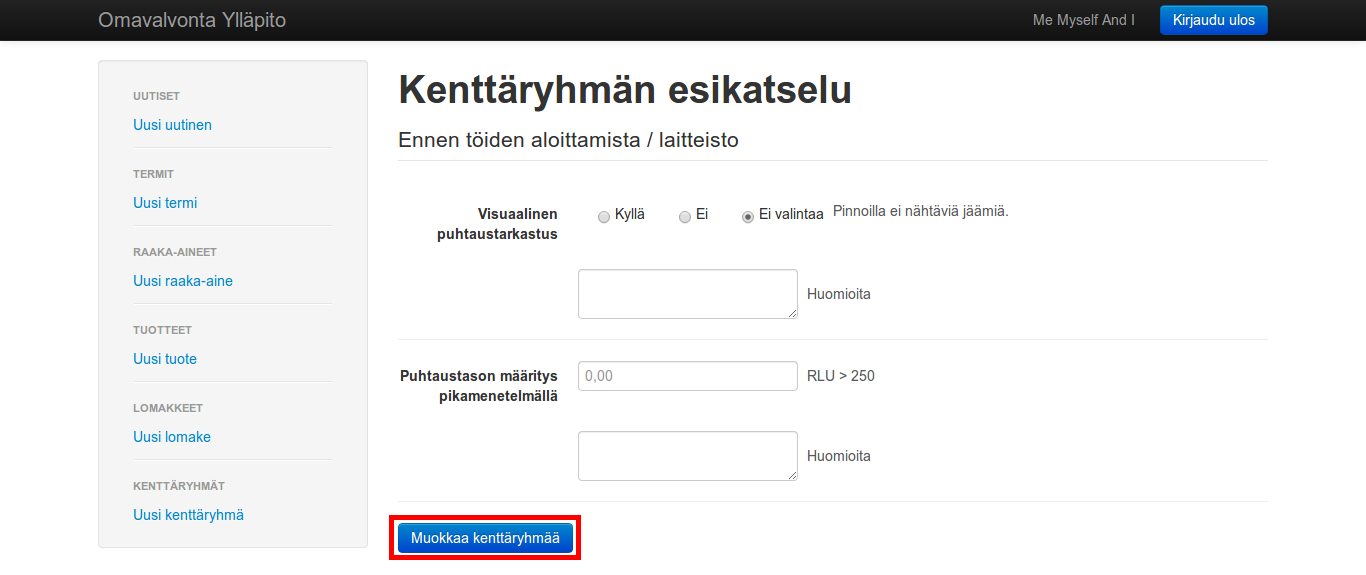 Omavalvonta Ylläpito
Me Myself And I
Kirjaudu ulos
UUTISET
Uusi uutinen
TERMIT
Uusi termi
RAAKA-AINEET
Uusi raaka-aine
TUOTTEET
Uusi tuote
LOMAKKEET
Uusi lomake
KENTTÄRYHMÄT
Uusi kenttäryhmä
Kenttäryhmän esikatselu
Ennen töiden aloittamista / laitteisto
Visuaalinen
puhtaustarkastus
Kyllä
Ei
Ei valintaa
Pinnoilla ei nähtäviä jäämiä.
Huomioita
Puhtaustason määritys
pikamenetelmällä
0,00
RLU > 250
Huomioita
Muokkaa kenttäryhmää